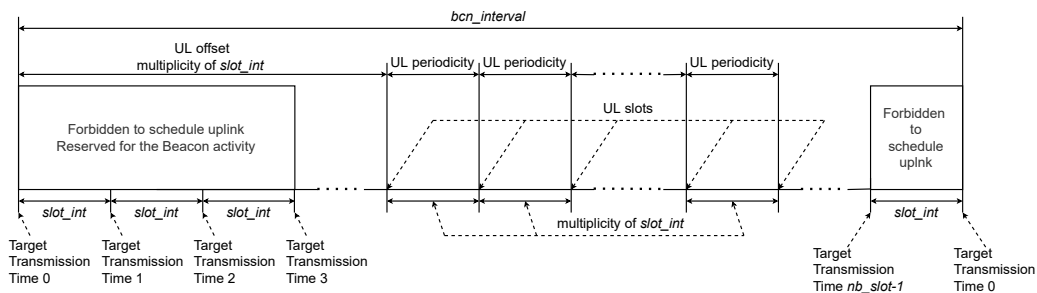 bcn_interval
UL offset
multiplicity of slot_int
UL periodicity
UL periodicity
UL periodicity
UL slots
Forbidden to schedule uplink
Reserved for the Beacon activity
Forbidden
to
schedule
uplnk
slot_int
slot_int
slot_int
multiplicity of slot_int
slot_int
Target
Transmission
Time 0
Target
Transmission
Time 1
Target
Transmission
Time 2
Target
Transmission
Time 3
Target
Transmission
Time nb_slot-1
Target
Transmission
Time 0